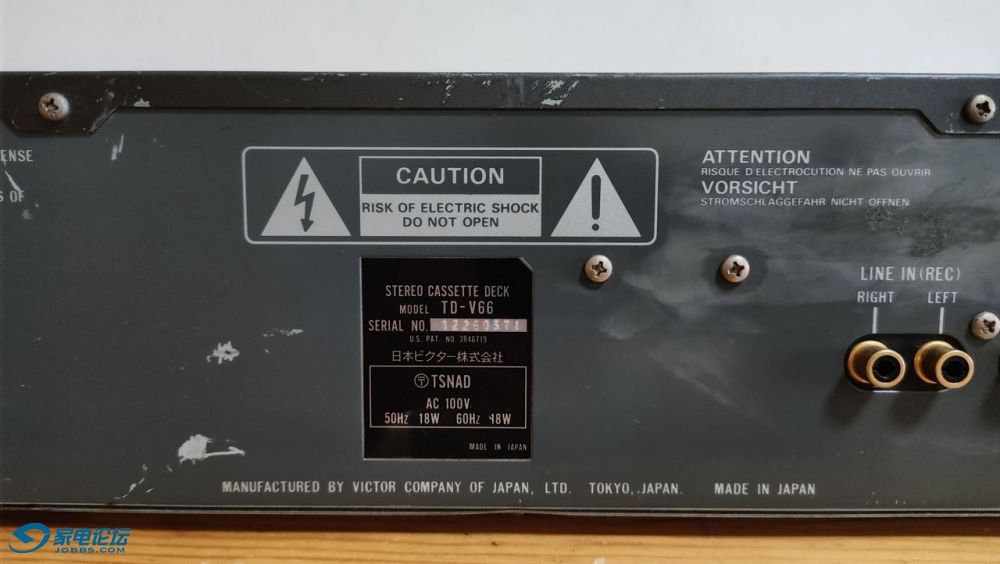 ENSE
S OF
CAUTION
RISK OF ELECTRIC SHOCK
DO NOT OPEN
ATTENTION
RISQUE D'ELECTROCUTION NE PAS OUVRIR
VORSICHT
STROMSCHLAGGEFAHR NICHT OFFNEN
LINE IN (REC)
RIGHT LEFT
STEREO CASSETTE DECK
MODEL TD-V66
SERIAL NO. 12260571
U.S. PAT. NO. 3846719
日本ビクター株式会社
〒 TSNAD
AC 100V
50Hz 18W 60Hz 18W
MADE IN JAPAN
MANUFACTURED BY VICTOR COMPANY OF JAPAN, LTD. TOKYO, JAPAN. MADE IN JAPAN
家电论坛
JDBBS.COM